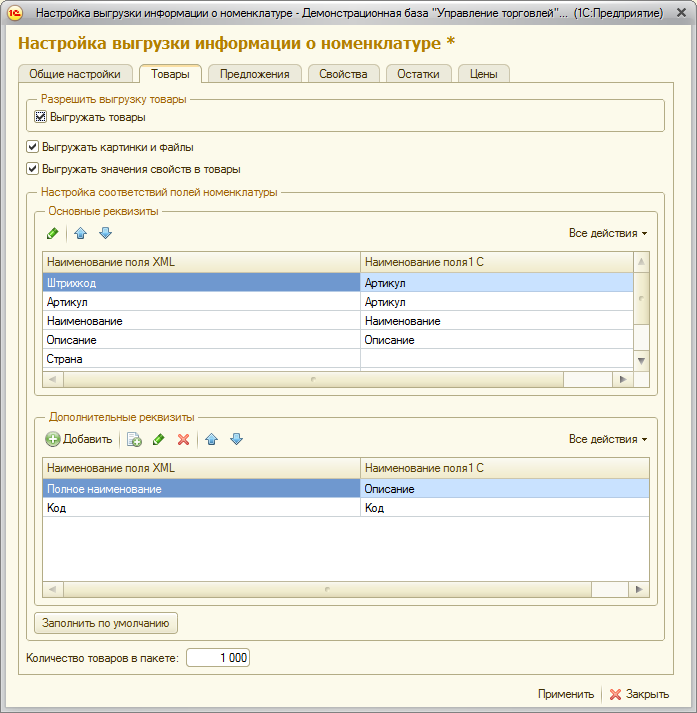 Настройка выгрузки информации о номенклатуре - Демонстрационная база "Управление торговлей"... (1С:Предприятие)
Настройка выгрузки информации о номенклатуре *
Общие настройки Товары Предложения Свойства Остатки Цены
Разрешить выгрузку товары
Выгружать товары
Выгружать картинки и файлы
Выгружать значения свойств в товары
Настройка соответствий полей номенклатуры
Основные реквизиты
Все действия
Наименование поля XML Наименование поля1 С
Штрихкод Артикул
Артикул Артикул
Наименование Наименование
Описание Описание
Страна
Дополнительные реквизиты
Добавить Все действия
Наименование поля XML Наименование поля1 С
Полное наименование Описание
Код Код
Заполнить по умолчанию
Количество товаров в пакете: 1 000
Применить Закрыть